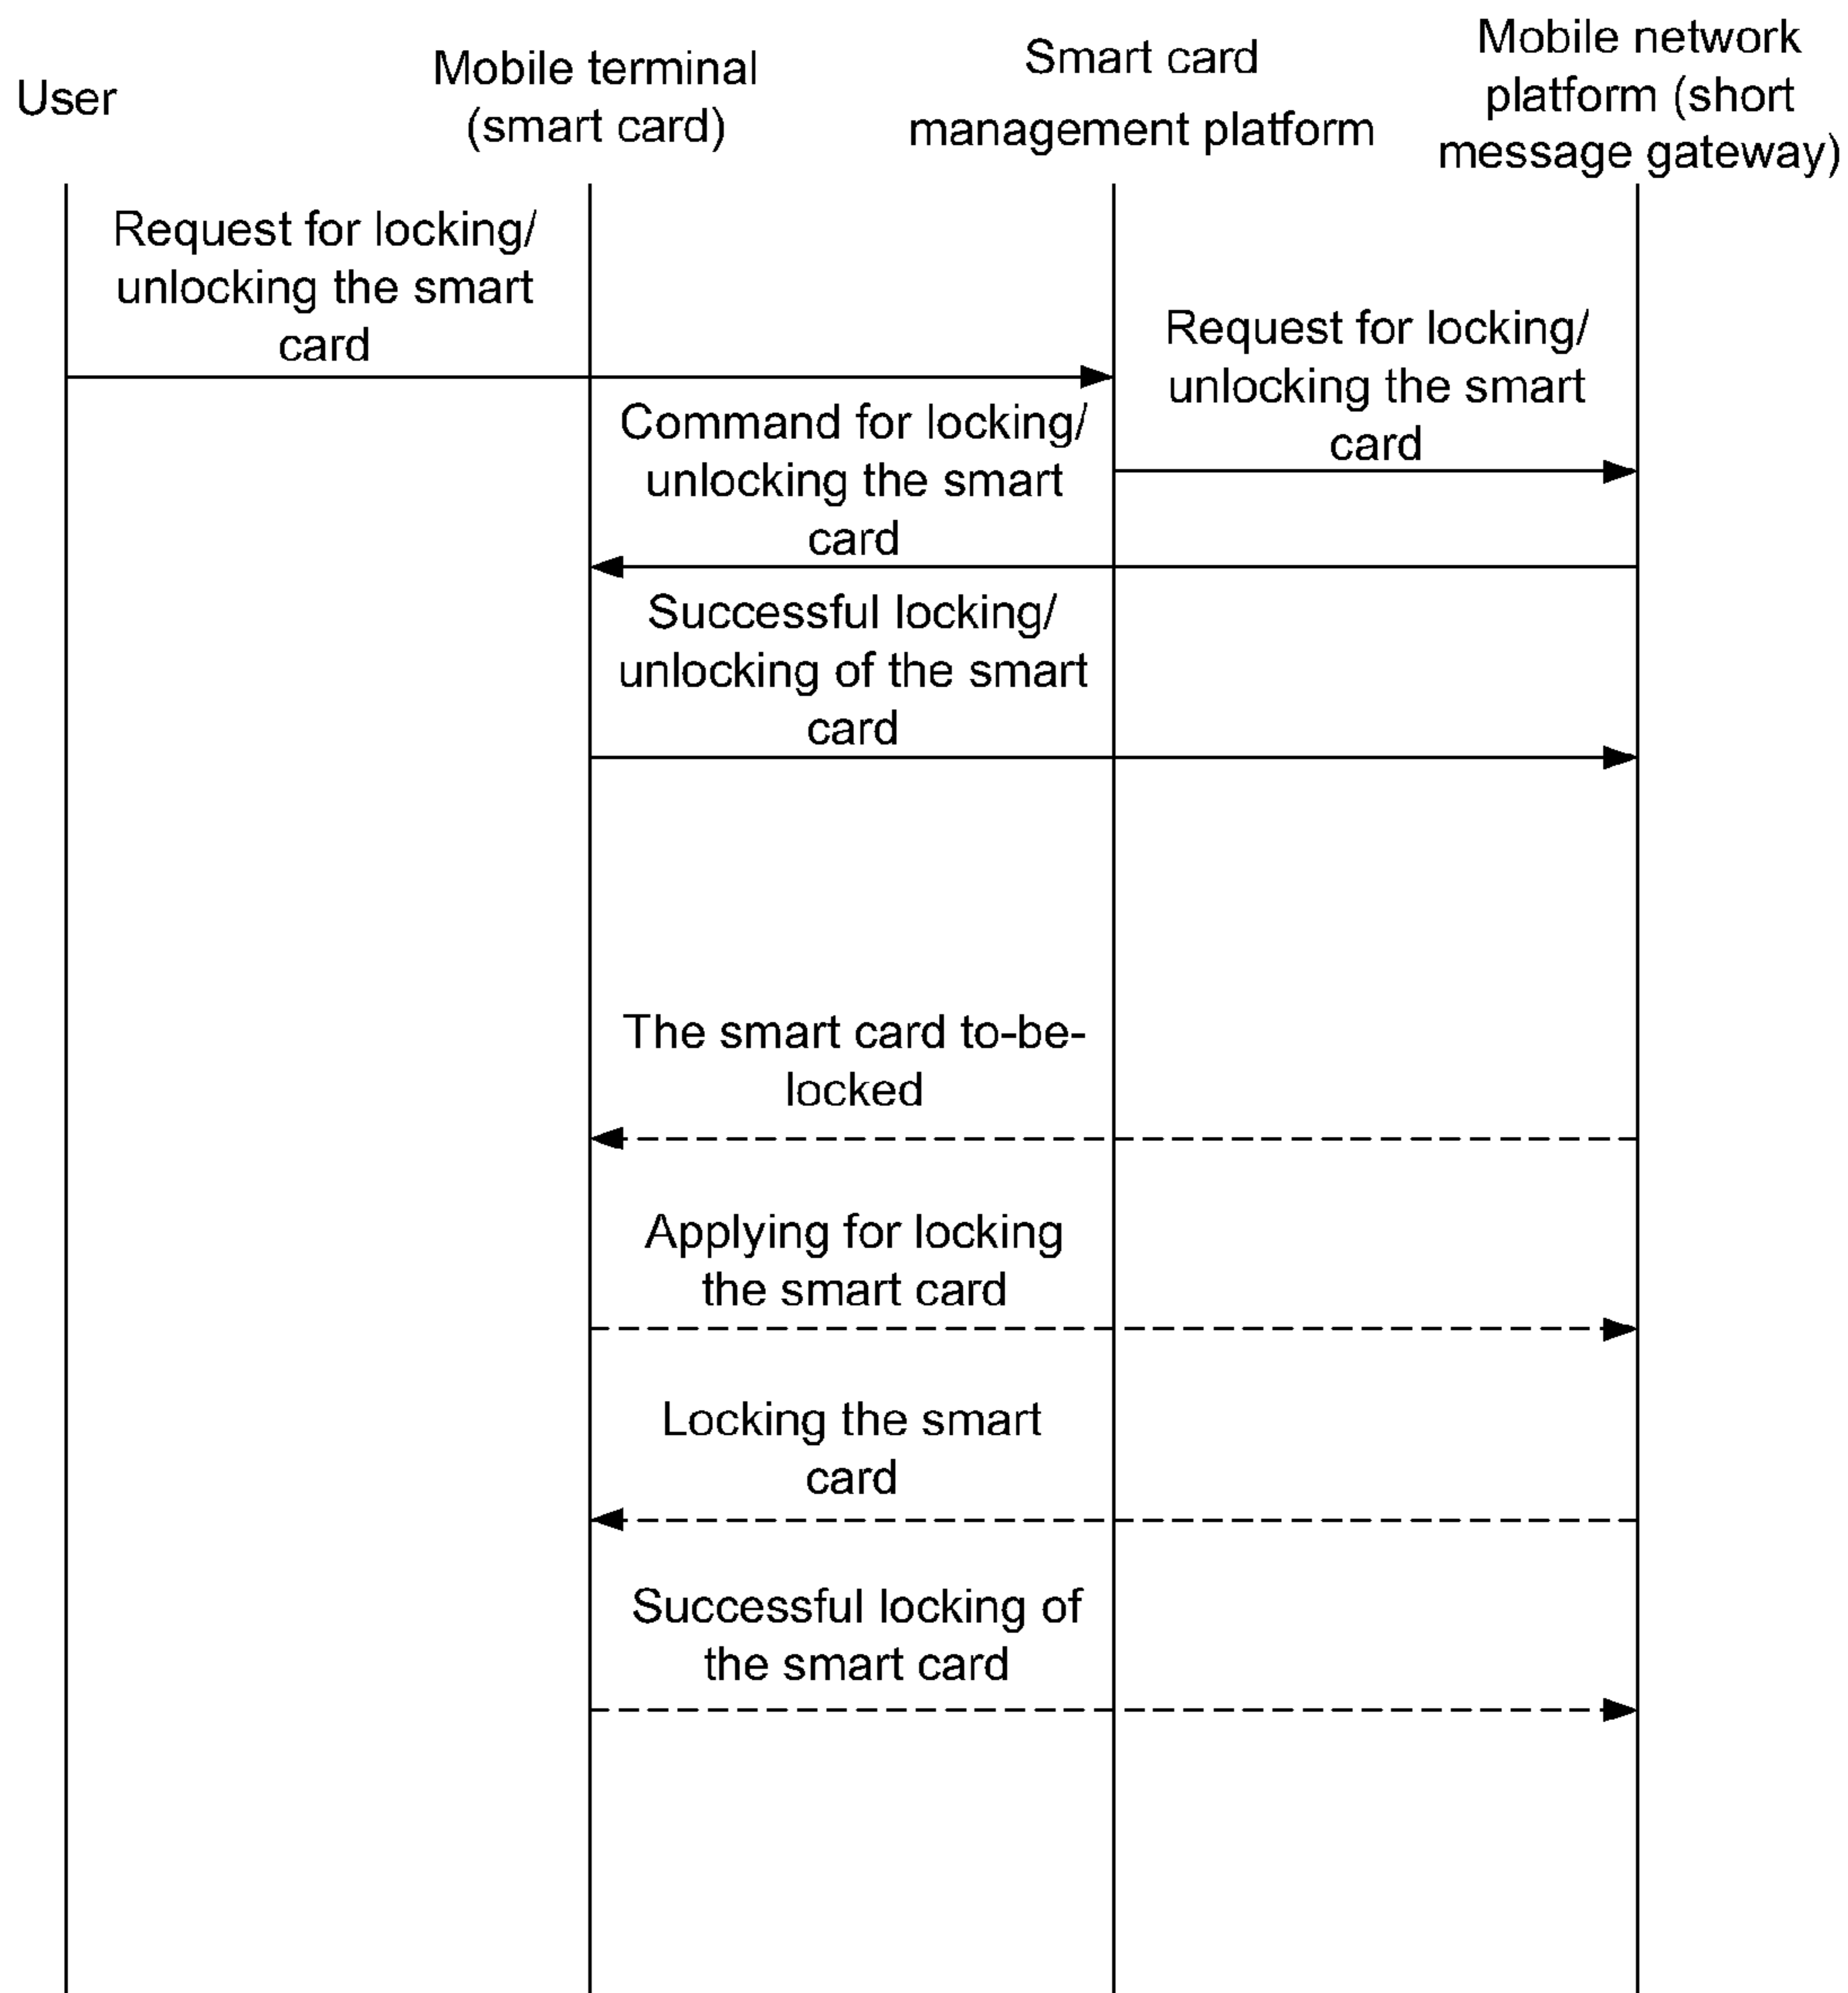 User
Mobile terminal
(smart card)
Smart card
management platform
Mobile network
platform (short
message gateway)
Request for locking/
unlocking the smart
card
Request for locking/
unlocking the smart
card
Command for locking/
unlocking the smart
card
Successful locking/
unlocking of the smart
card
The smart card to-be-
locked
Applying for locking
the smart card
Locking the smart
card
Successful locking of
the smart card